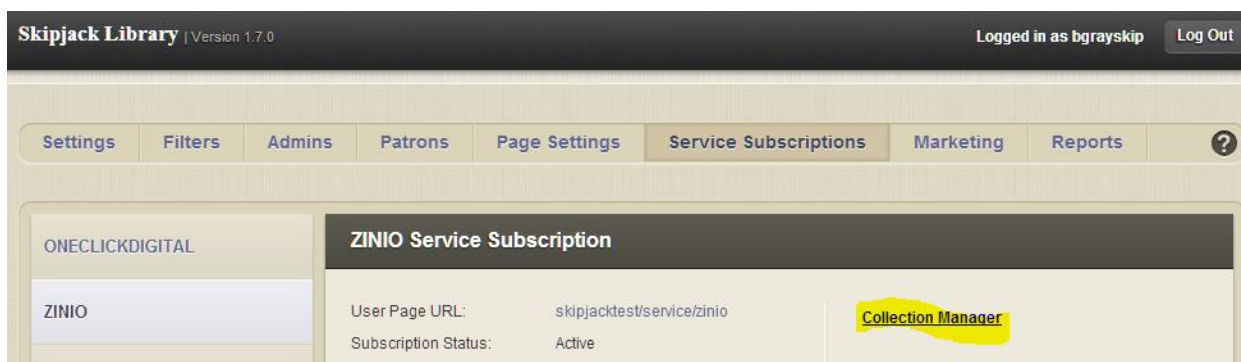 Skipjack Library | Version 1.7.0 Logged in as bgrayskip Log Out
Settings Filters Admins Patrons Page Settings Service Subscriptions Marketing Reports ?
ONECLICKDIGITAL ZINIO Service Subscription
ZINIO User Page URL: skipjacktest/service/zinio Collection Manager
Subscription Status: Active